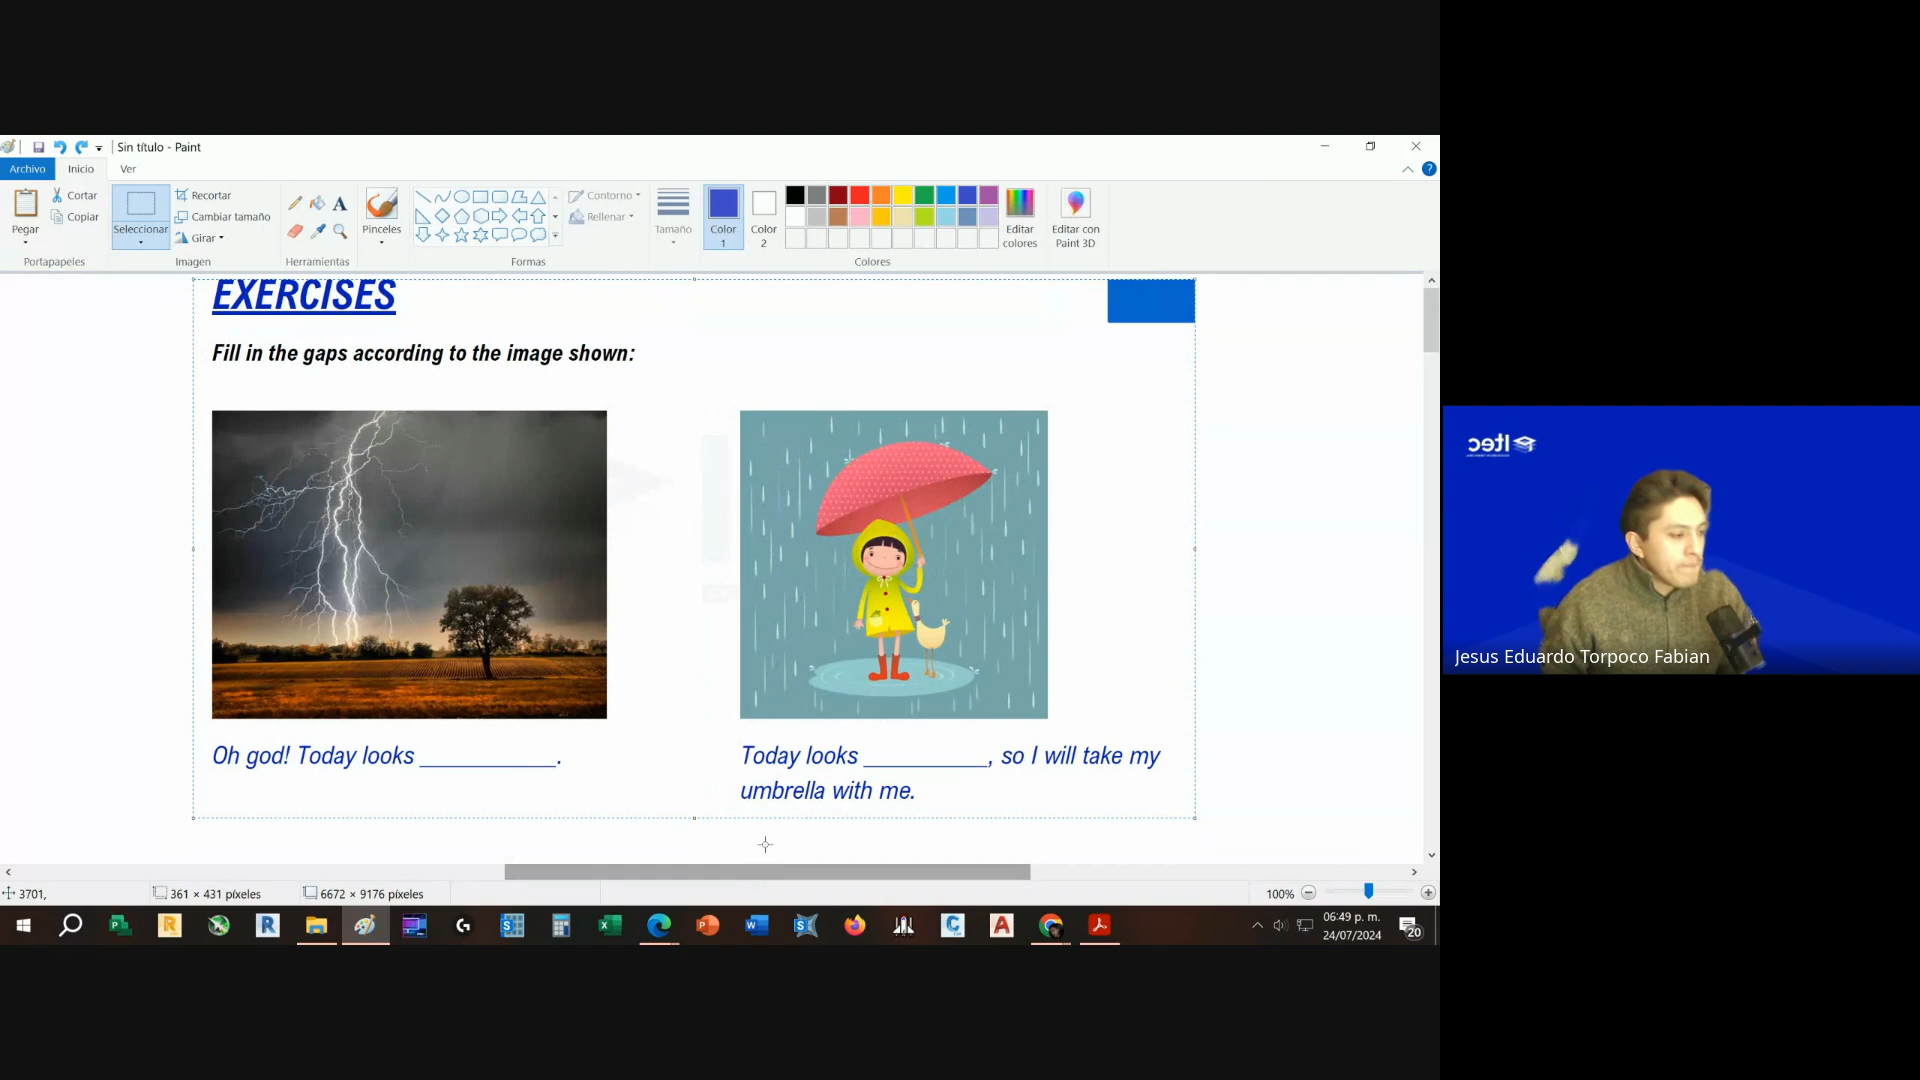 Sin título - Paint
Archivo Inicio Ver
Pegar
Cortar
Copiar
Portapapeles
Seleccionar
Recortar
Cambiar tamaño
Girar
Imagen
Herramientas
Pinceles
Formas
Contorno
Rellenar
Tamaño
Color 1
Color 2
Editar colores
Editar con Paint 3D
Colores
EXERCISES
Fill in the gaps according to the image shown:
Oh god! Today looks ___________.
Today looks __________, so I will take my
umbrella with me.
3701,
361 × 431 píxeles
6672 × 9176 píxeles
100%
06:49 p. m.
24/07/2024
20
Itec
Jesus Eduardo Torpoco Fabian